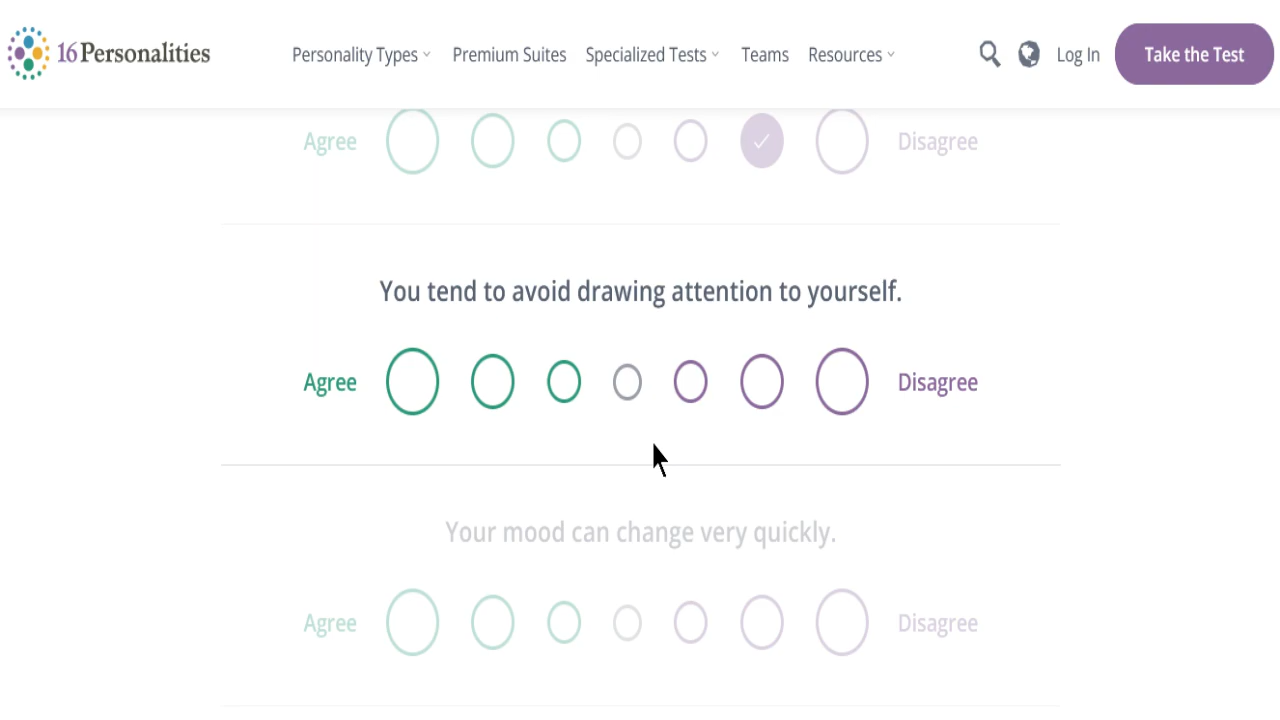 16Personalities
Personality Types Premium Suites Specialized Tests Teams Resources Log In Take the Test
Agree Disagree
You tend to avoid drawing attention to yourself.
Agree Disagree
Your mood can change very quickly.
Agree Disagree